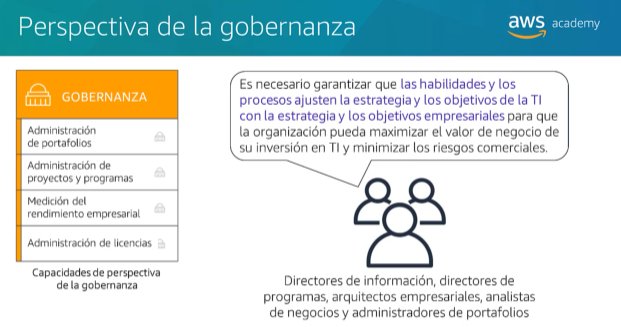 Perspectiva de la gobernanza
aws academy
GOBERNANZA
Administración
de portafolios
Administración de
proyectos y programas
Medición del
rendimiento empresarial
Administración de licencias
Capacidades de perspectiva
de la gobernanza
Es necesario garantizar que las habilidades y los
procesos ajusten la estrategia y los objetivos de la TI
con la estrategia y los objetivos empresariales para que
la organización pueda maximizar el valor de negocio de
su inversión en TI y minimizar los riesgos comerciales.
Directores de información, directores de
programas, arquitectos empresariales, analistas
de negocios y administradores de portafolios